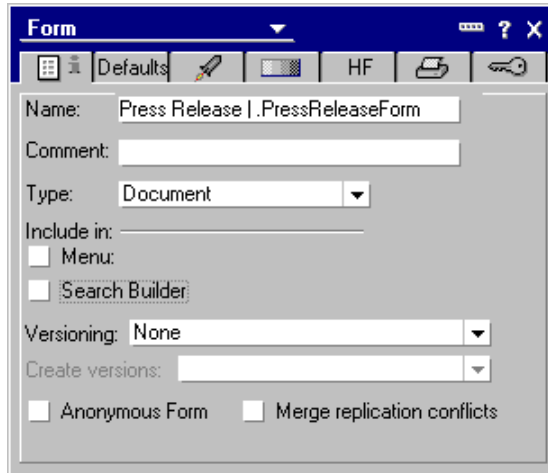 Form ?
Defaults HF
Name: Press Release | .PressReleaseForm
Comment:
Type: Document
Include in:
Menu:
Search Builder
Versioning: None
Create versions:
Anonymous Form Merge replication conflicts